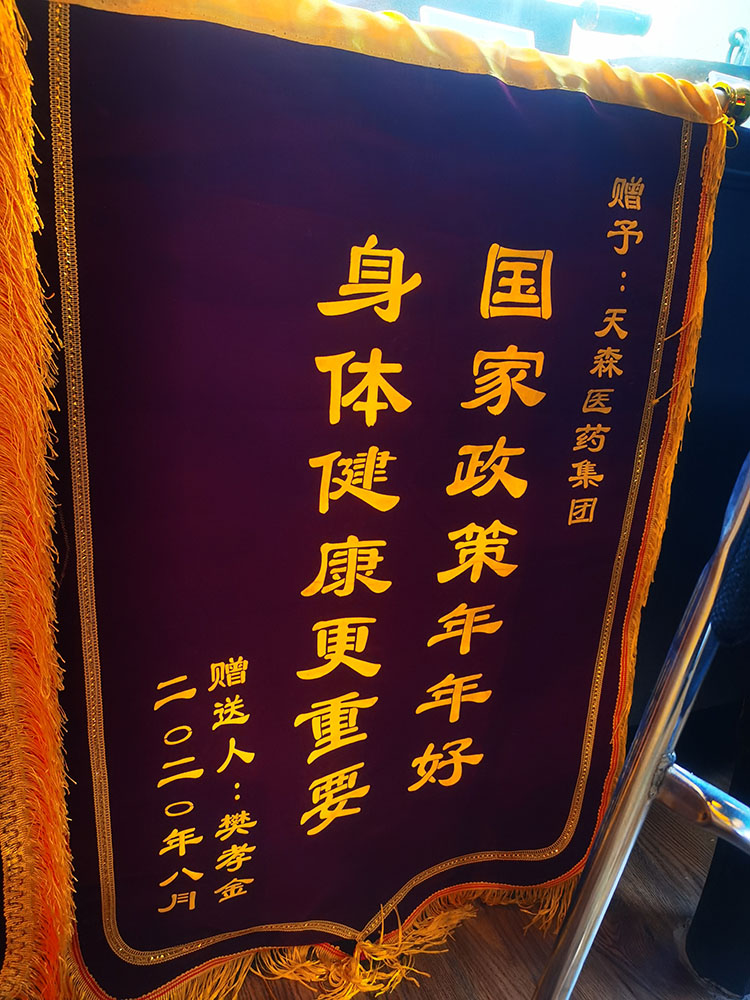 赠予：天森医药集团
国家政策年年好
身体健康更重要
赠送人：樊孝金
二〇二〇年八月